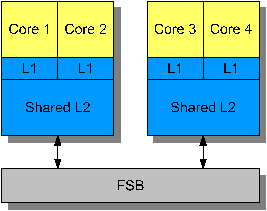 Core 1 Core 2 Core 3 Core 4
L1 L1 L1 L1
Shared L2 Shared L2
FSB